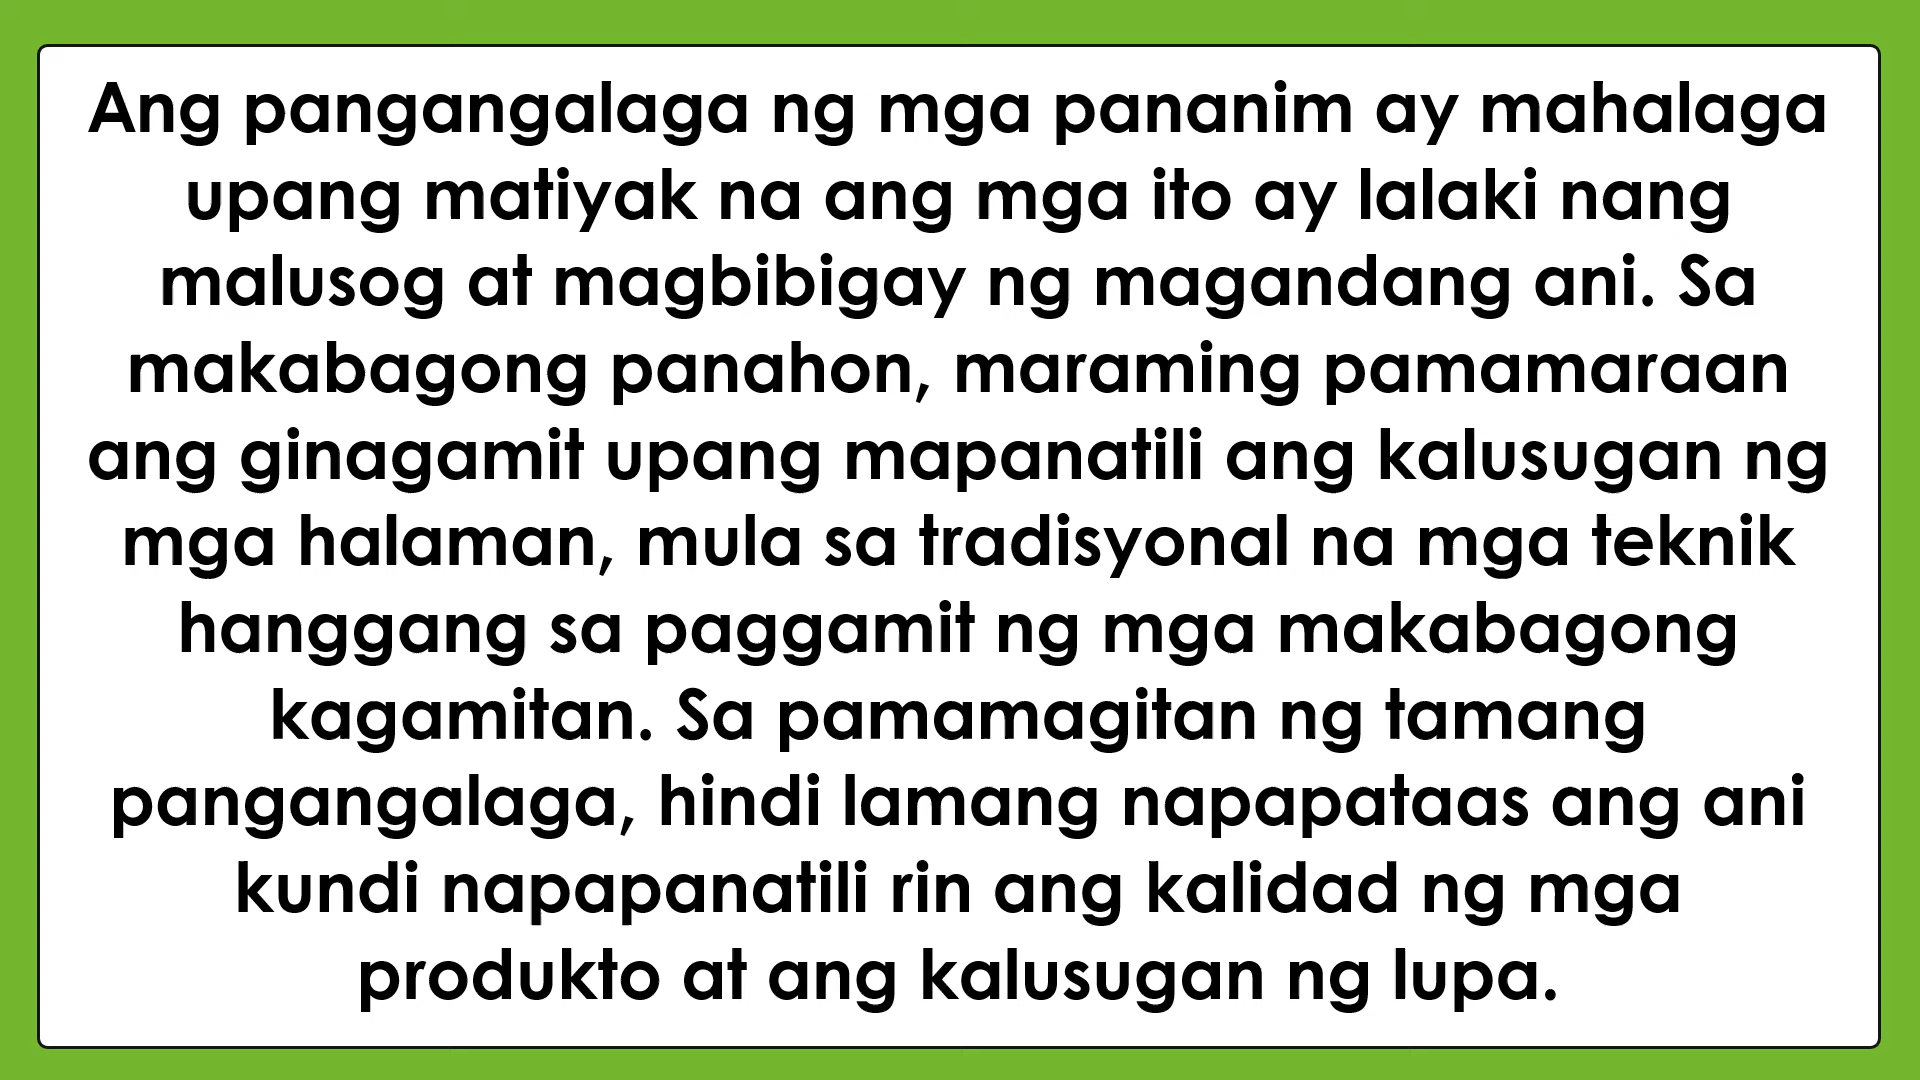 Ang pangangalaga ng mga pananim ay mahalaga
upang matiyak na ang mga ito ay lalaki nang
malusog at magbibigay ng magandang ani. Sa
makabagong panahon, maraming pamamaraan
ang ginagamit upang mapanatili ang kalusugan ng
mga halaman, mula sa tradisyonal na mga teknik
hanggang sa paggamit ng mga makabagong
kagamitan. Sa pamamagitan ng tamang
pangangalaga, hindi lamang napapataas ang ani
kundi napapanatili rin ang kalidad ng mga
produkto at ang kalusugan ng lupa.